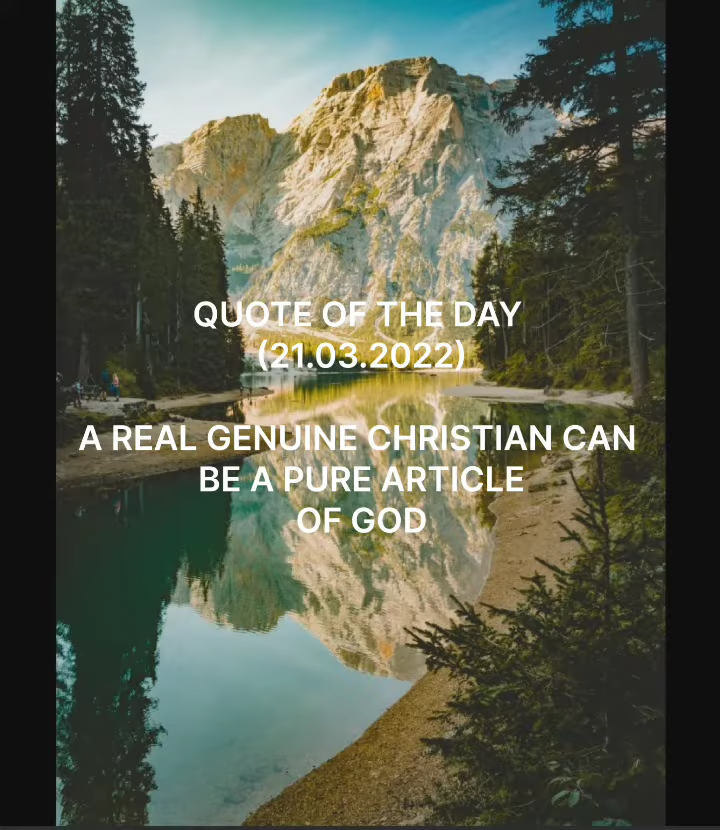 QUOTE OF THE DAY
(21.03.2022)
A REAL GENUINE CHRISTIAN CAN
BE A PURE ARTICLE
OF GOD